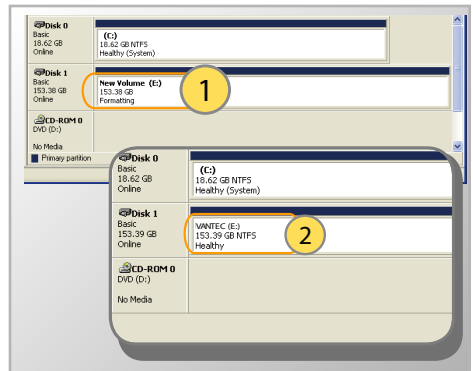 Disk 0
Basic
18.62 GB
Online
(C:)
18.62 GB NTFS
Healthy (System)
Disk 1
Basic
153.38 GB
Online
New Volume (E:)
153.38 GB
Formatting
1
CD-ROM 0
DVD (D:)
No Media
Primary partition
Disk 0
Basic
18.62 GB
Online
(C:)
18.62 GB NTFS
Healthy (System)
Disk 1
Basic
153.39 GB
Online
VANTEC (E:)
153.39 GB NTFS
Healthy
2
CD-ROM 0
DVD (D:)
No Media